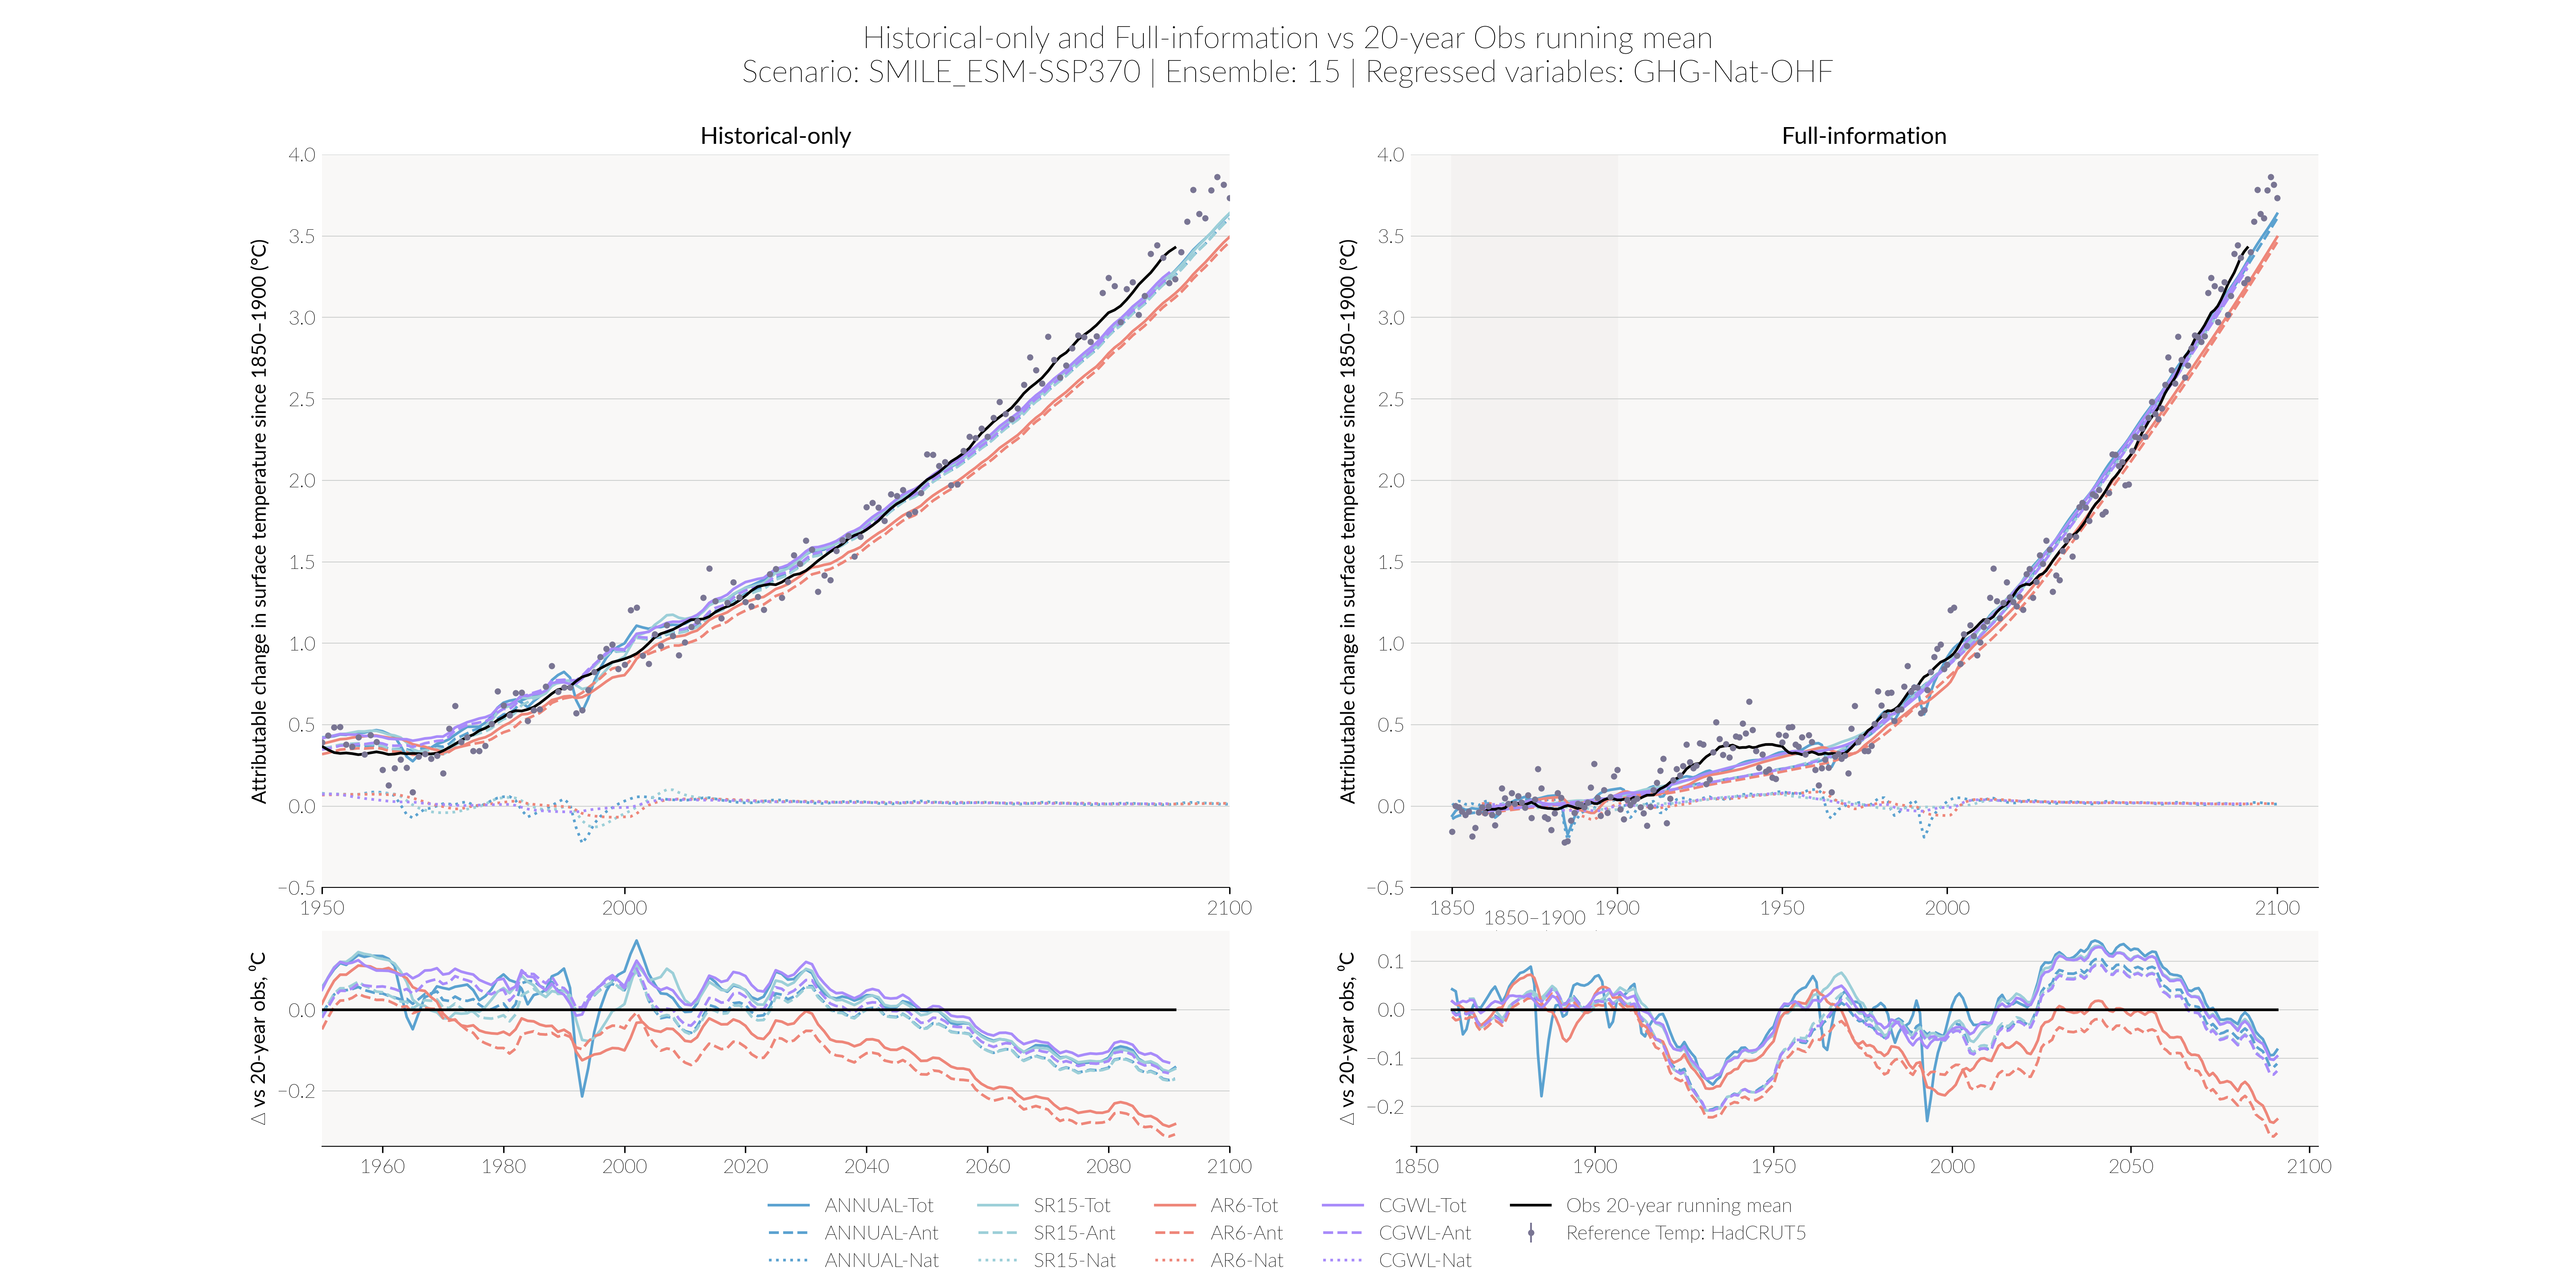 Historical-only and Full-information vs 20-year Obs running mean
Scenario: SMILE_ESM-SSP370 | Ensemble: 15 | Regressed variables: GHG-Nat-OHF
Historical-only
Attributable change in surface temperature since 1850–1900 (°C)
4.0
3.5
3.0
2.5
2.0
1.5
1.0
0.5
0.0
−0.5
1950 2000 2100
Full-information
Attributable change in surface temperature since 1850–1900 (°C)
4.0
3.5
3.0
2.5
2.0
1.5
1.0
0.5
0.0
−0.5
1850 1900 1950 2000 2100
1850–1900
△ vs 20-year obs, ⁰C
0.0
−0.2
1960 1980 2000 2020 2040 2060 2080 2100
△ vs 20-year obs, ⁰C
0.1
0.0
−0.1
−0.2
1850 1900 1950 2000 2050 2100
ANNUAL-Tot SR15-Tot AR6-Tot CGWL-Tot Obs 20-year running mean
ANNUAL-Ant SR15-Ant AR6-Ant CGWL-Ant Reference Temp: HadCRUT5
ANNUAL-Nat SR15-Nat AR6-Nat CGWL-Nat